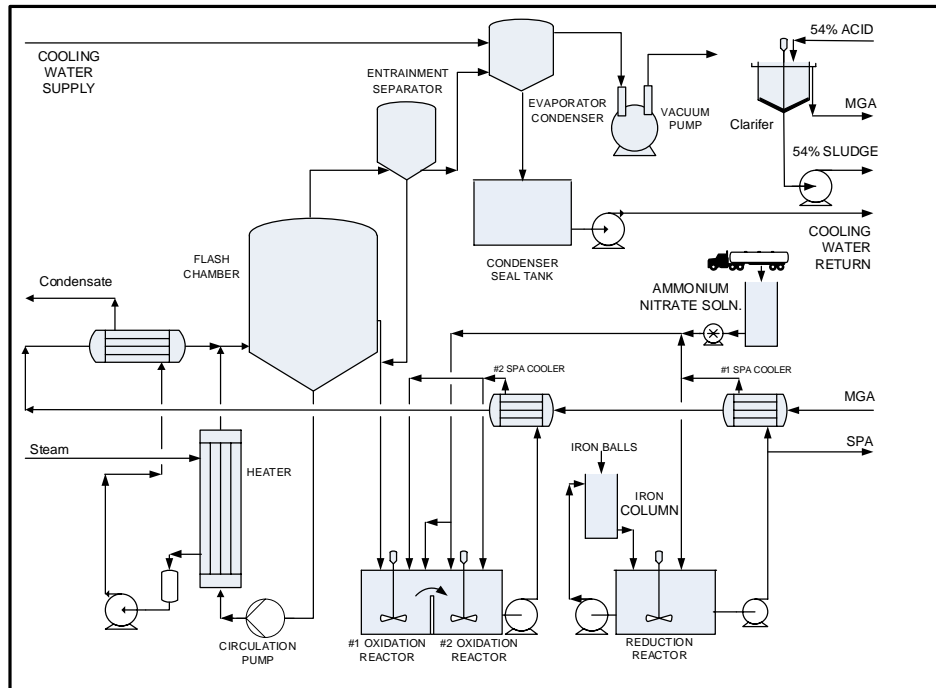 COOLING
WATER
SUPPLY
ENTRAINMENT
SEPARATOR
EVAPORATOR
CONDENSER
VACUUM
PUMP
54% ACID
Clarifer
MGA
54% SLUDGE
FLASH
CHAMBER
CONDENSER
SEAL TANK
COOLING
WATER
RETURN
Condensate
AMMONIUM
NITRATE SOLN.
#2 SPA COOLER
#1 SPA COOLER
MGA
Steam
HEATER
IRON BALLS
SPA
IRON
COLUMN
CIRCULATION
PUMP
#1 OXIDATION
REACTOR
#2 OXIDATION
REACTOR
REDUCTION
REACTOR